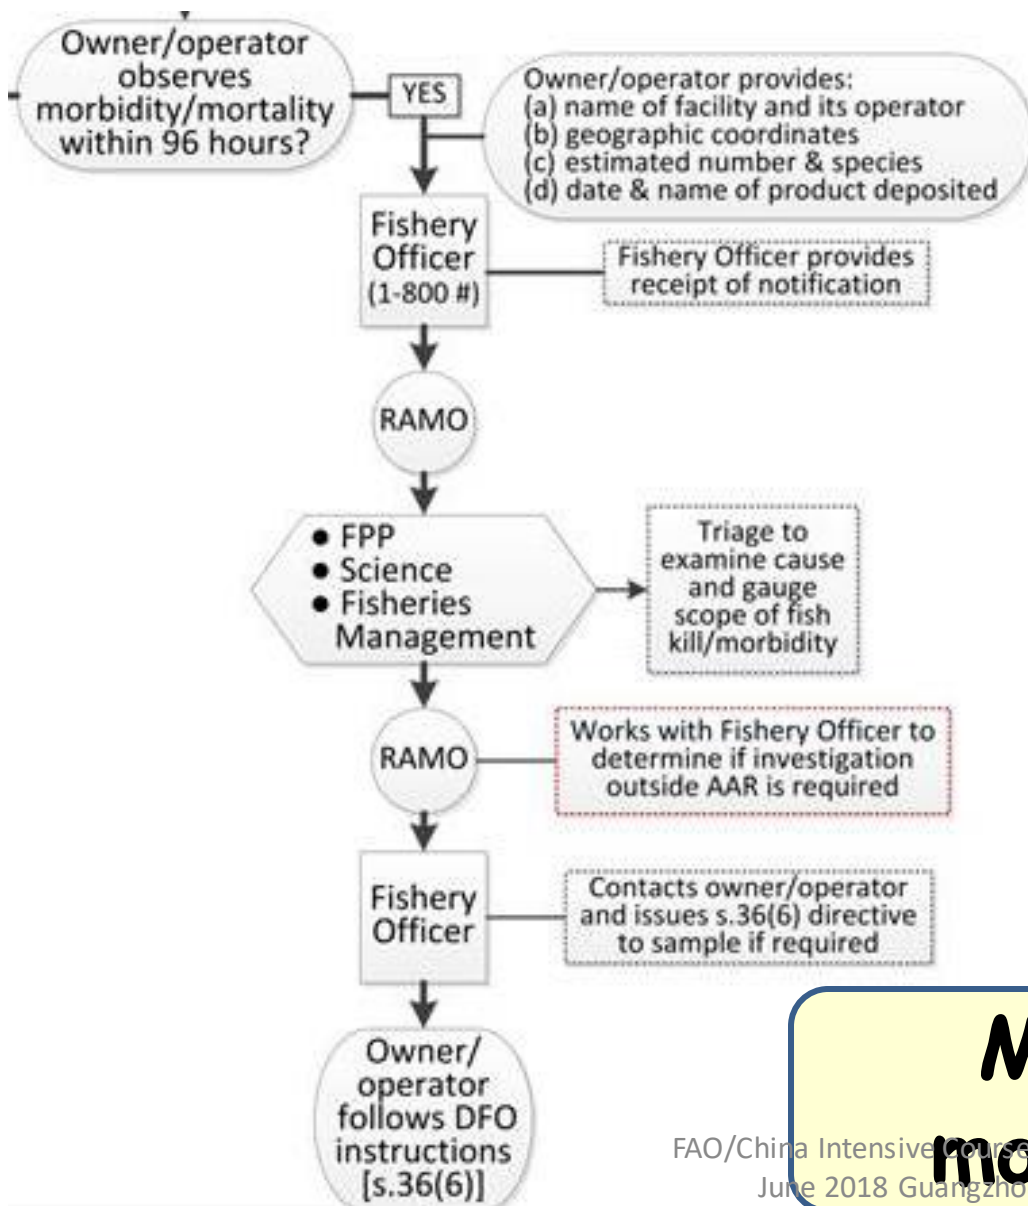 Owner/operator
observes
morbidity/mortality
within 96 hours?
YES
Owner/operator provides:
(a) name of facility and its operator
(b) geographic coordinates
(c) estimated number & species
(d) date & name of product deposited
Fishery
Officer
(1-800 #)
Fishery Officer provides
receipt of notification
RAMO
● FPP
● Science
● Fisheries
Management
Triage to
examine cause
and gauge
scope of fish
kill/morbidity
RAMO
Works with Fishery Officer to
determine if investigation
outside AAR is required
Fishery
Officer
Contacts owner/operator
and issues s.36(6) directive
to sample if required
Owner/
operator
follows DFO
instructions
[s.36(6)]
M
mo
FAO/China Intensive Course
June 2018 Guangzho